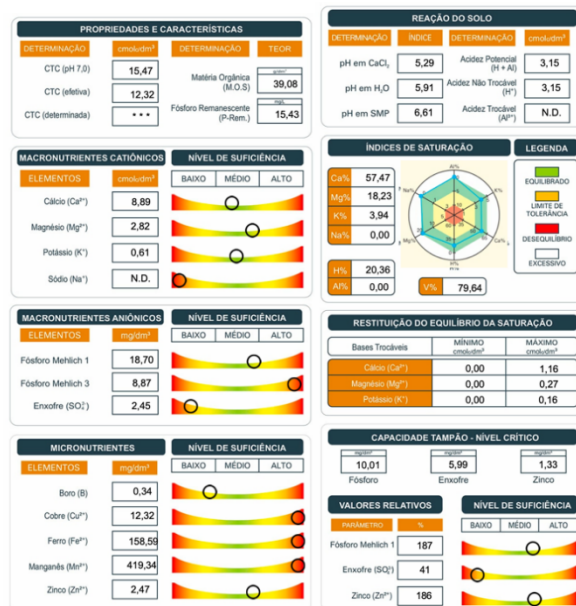 PROPRIEDADES E CARACTERÍSTICAS
DETERMINAÇÃO cmolc/dm³ DETERMINAÇÃO TEOR
CTC (pH 7,0) 15,47
CTC (efetiva) 12,32
CTC (determinada) •••
Matéria Orgânica (M.O.S) 39,08
Fósforo Remanescente (P-Rem.) mg/L 15,43
REAÇÃO DO SOLO
DETERMINAÇÃO ÍNDICE DETERMINAÇÃO cmolc/dm³
pH em CaCl₂ 5,29 Acidez Potencial (H + Al) 3,15
pH em H₂O 5,91 Acidez Não Trocável (H⁺) 3,15
pH em SMP 6,61 Acidez Trocável (Al³⁺) N.D.
MACRONUTRIENTES CATIÔNICOS NÍVEL DE SUFICIÊNCIA
ELEMENTOS cmolc/dm³ BAIXO MÉDIO ALTO
Cálcio (Ca²⁺) 8,89
Magnésio (Mg²⁺) 2,82
Potássio (K⁺) 0,61
Sódio (Na⁺) N.D.
ÍNDICES DE SATURAÇÃO
Ca% 57,47
Mg% 18,23
K% 3,94
Na% 0,00
H% 20,36
Al% 0,00
V% 79,64
Al%
K%
Ca%
H%
Mg%
Na%
LEGENDA
EQUILIBRADO
LIMITE DE TOLERÂNCIA
DESEQUILÍBRIO
EXCESSIVO
MACRONUTRIENTES ANIÔNICOS NÍVEL DE SUFICIÊNCIA
ELEMENTOS mg/dm³ BAIXO MÉDIO ALTO
Fósforo Mehlich 1 18,70
Fósforo Mehlich 3 8,87
Enxofre (SO₄²⁻) 2,45
RESTITUIÇÃO DO EQUILÍBRIO DA SATURAÇÃO
Bases Trocáveis MÍNIMO cmolc/dm³ MÁXIMO cmolc/dm³
Cálcio (Ca²⁺) 0,00 1,16
Magnésio (Mg²⁺) 0,00 0,27
Potássio (K⁺) 0,00 0,16
MICRONUTRIENTES NÍVEL DE SUFICIÊNCIA
ELEMENTOS mg/dm³ BAIXO MÉDIO ALTO
Boro (B) 0,34
Cobre (Cu²⁺) 12,32
Ferro (Fe²⁺) 158,59
Manganês (Mn²⁺) 419,34
Zinco (Zn²⁺) 2,47
CAPACIDADE TAMPÃO - NÍVEL CRÍTICO
mg/dm³ mg/dm³ mg/dm³
10,01 5,99 1,33
Fósforo Enxofre Zinco
VALORES RELATIVOS NÍVEL DE SUFICIÊNCIA
PARÂMETRO % BAIXO MÉDIO ALTO
Fósforo Mehlich 1 187
Enxofre (SO₄²⁻) 41
Zinco (Zn²⁺) 186